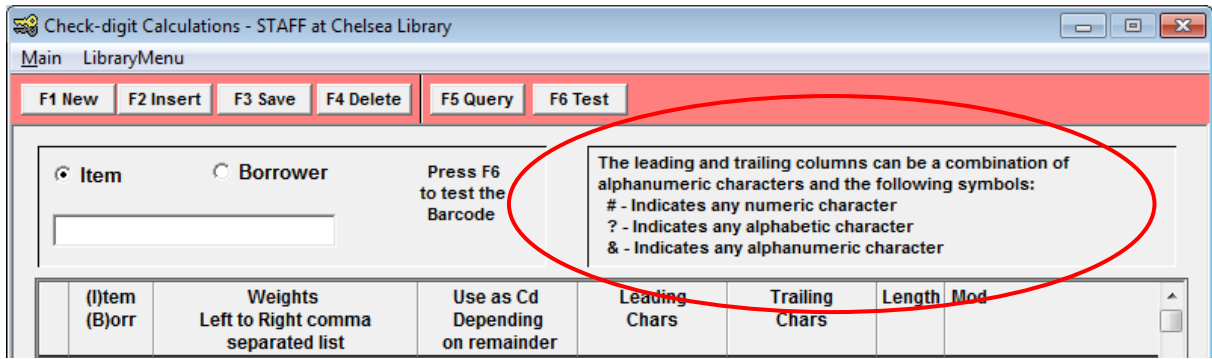 Check-digit Calculations - STAFF at Chelsea Library
Main LibraryMenu
F1 New F2 Insert F3 Save F4 Delete F5 Query F6 Test
Item Borrower
Press F6
to test the
Barcode
The leading and trailing columns can be a combination of
alphanumeric characters and the following symbols:
# - Indicates any numeric character
? - Indicates any alphabetic character
& - Indicates any alphanumeric character
(I)tem
(B)orr
Weights
Left to Right comma
separated list
Use as Cd
Depending
on remainder
Leading
Chars
Trailing
Chars
Length
Mod